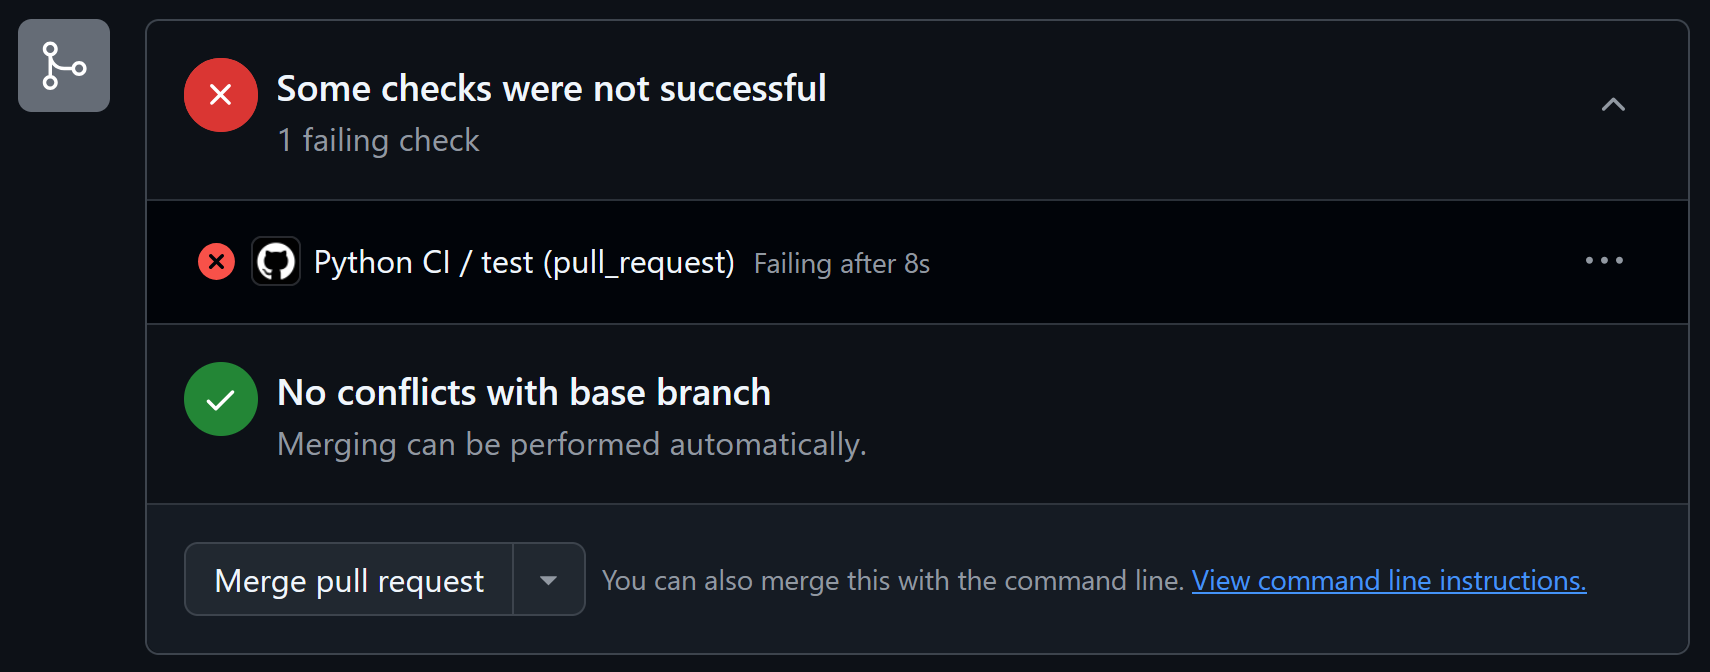 Some checks were not successful
1 failing check
Python CI / test (pull_request) Failing after 8s
No conflicts with base branch
Merging can be performed automatically.
Merge pull request You can also merge this with the command line. View command line instructions.